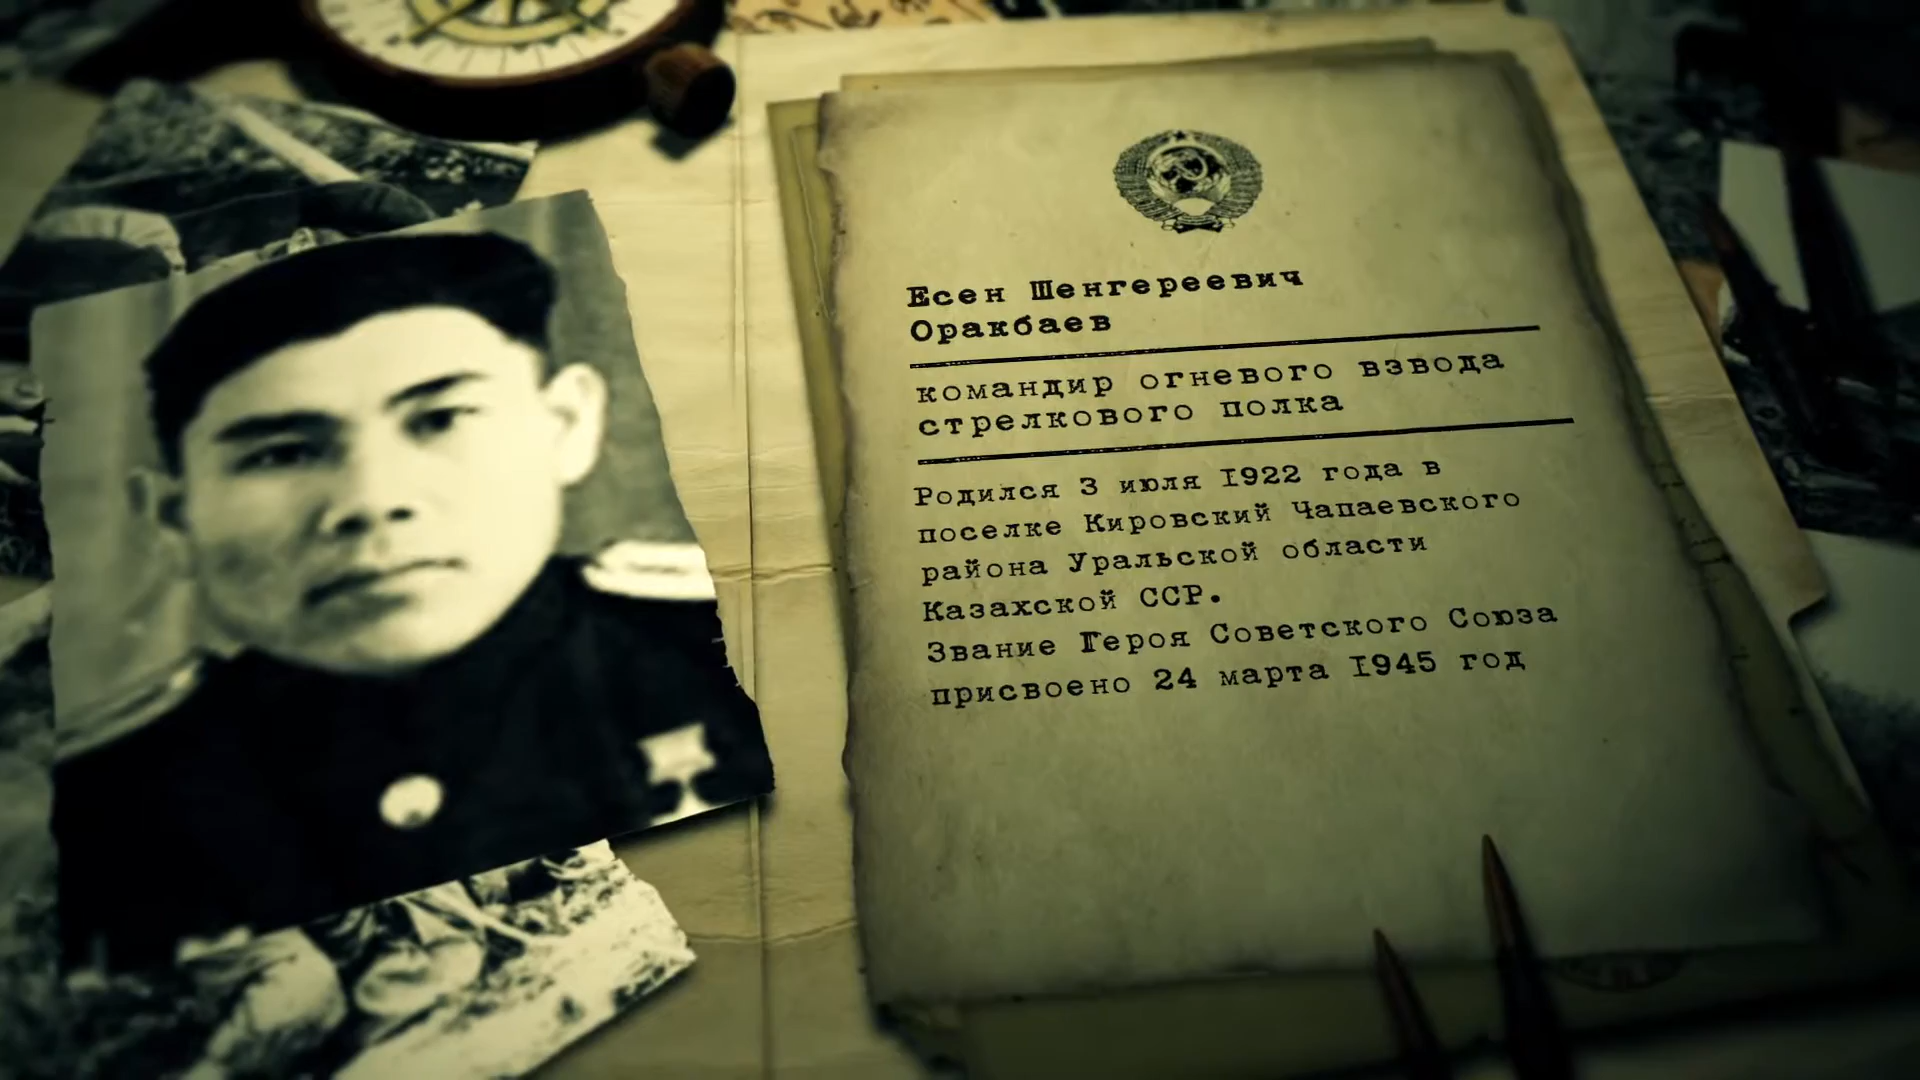 Есен Шенгереевич
Оракбаев
командир огневого взвода
стрелкового полка
Родился 3 июля 1922 года в
поселке Кировский Чапаевского
района Уральской области
Казахской ССР.
Звание Героя Советского Союза
присвоено 24 марта 1945 год